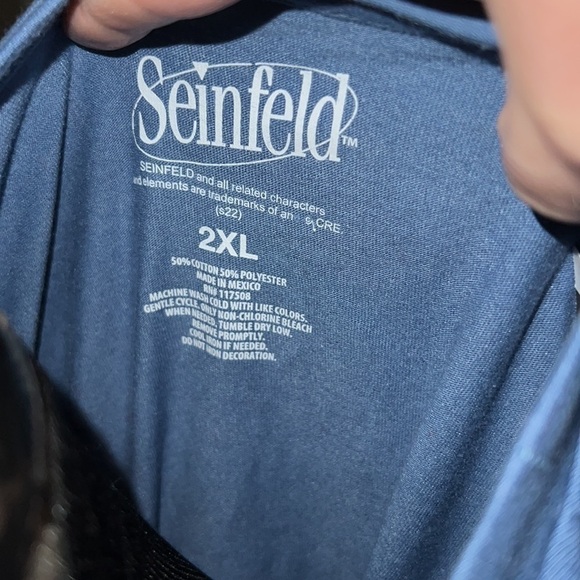 Seinfeld™
SEINFELD and all related characters
elements are trademarks of an CRE.
(s22)
2XL
50% COTTON 50% POLYESTER
MADE IN MEXICO
RN# 117508
MACHINE WASH COLD WITH LIKE COLORS.
GENTLE CYCLE. ONLY NON-CHLORINE BLEACH
WHEN NEEDED. TUMBLE DRY LOW.
REMOVE PROMPTLY.
COOL IRON IF NEEDED.
DO NOT IRON DECORATION.